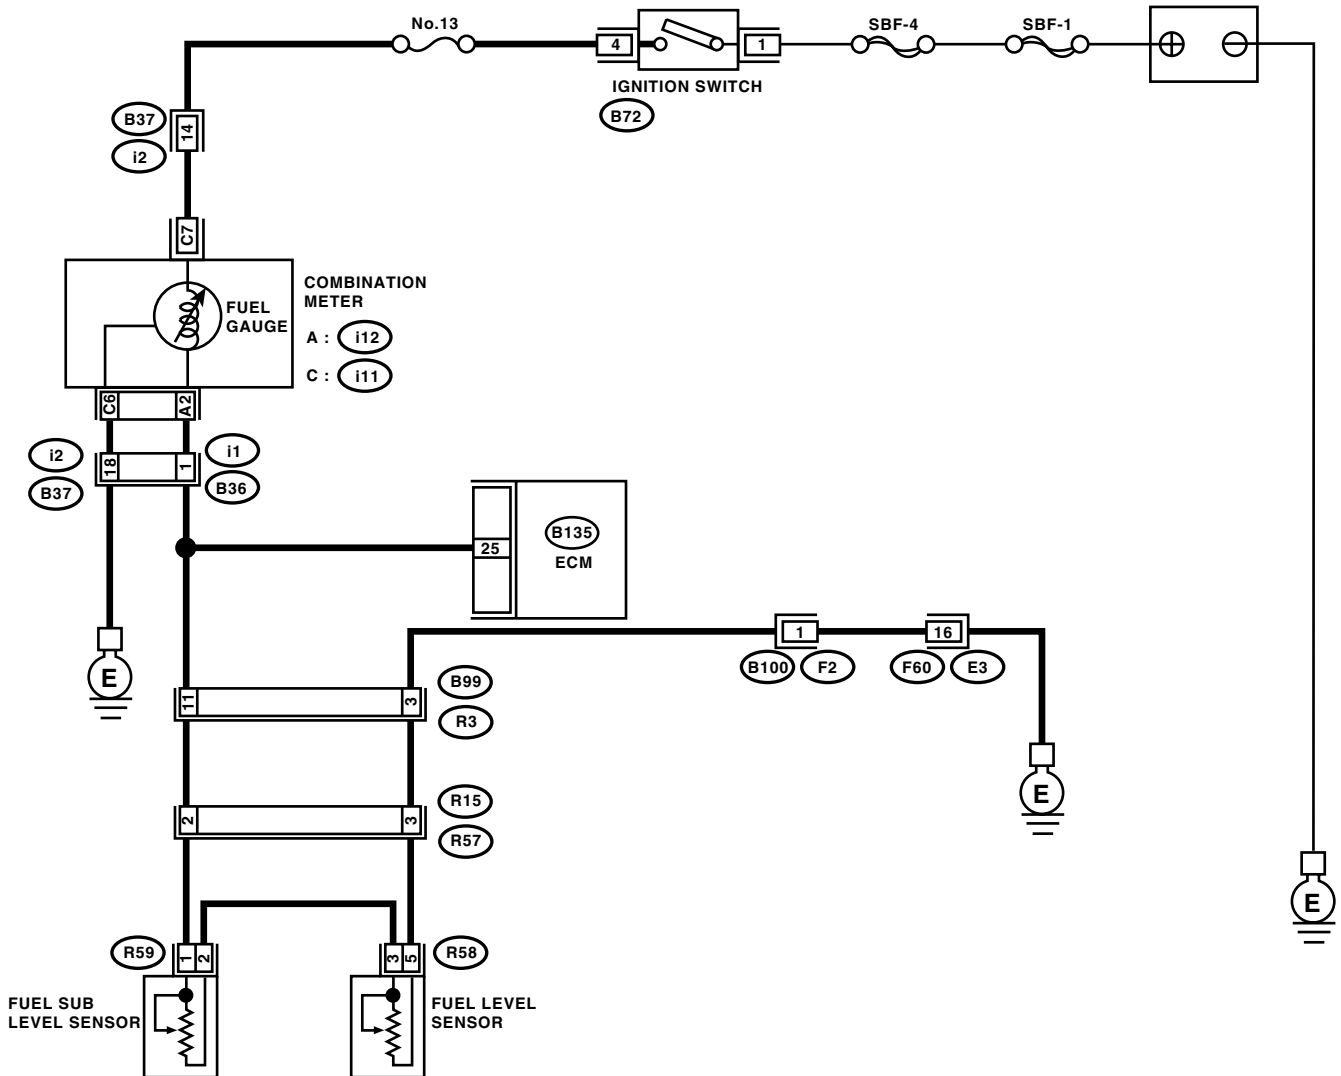 No.13
SBF-4
SBF-1
4
1
IGNITION SWITCH
B72
B37
14
i2
C7
COMBINATION
METER
FUEL
GAUGE
A : i12
C : i11
C6
A2
i2
18
1
i1
B37
B36
25
B135
ECM
E
1
16
B100
F2
F60
E3
11
3
B99
R3
E
2
3
R15
R57
E
R59
1
2
3
5
R58
FUEL SUB
LEVEL SENSOR
FUEL LEVEL
SENSOR